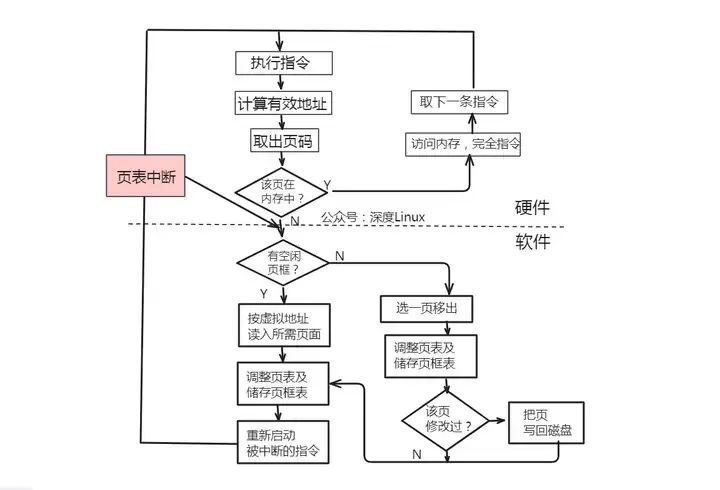 执行指令
计算有效地址
取出页码
取下一条指令
访问内存，完全指令
页表中断
该页在
内存中？
Y
N
公众号：深度Linux
硬件
软件
有空闲
页框？
N
Y
选一页移出
按虚拟地址
读入所需页面
调整页表及
储存页框表
调整页表及
储存页框表
该页
修改过？
把页
写回磁盘
重新启动
被中断的指令
N